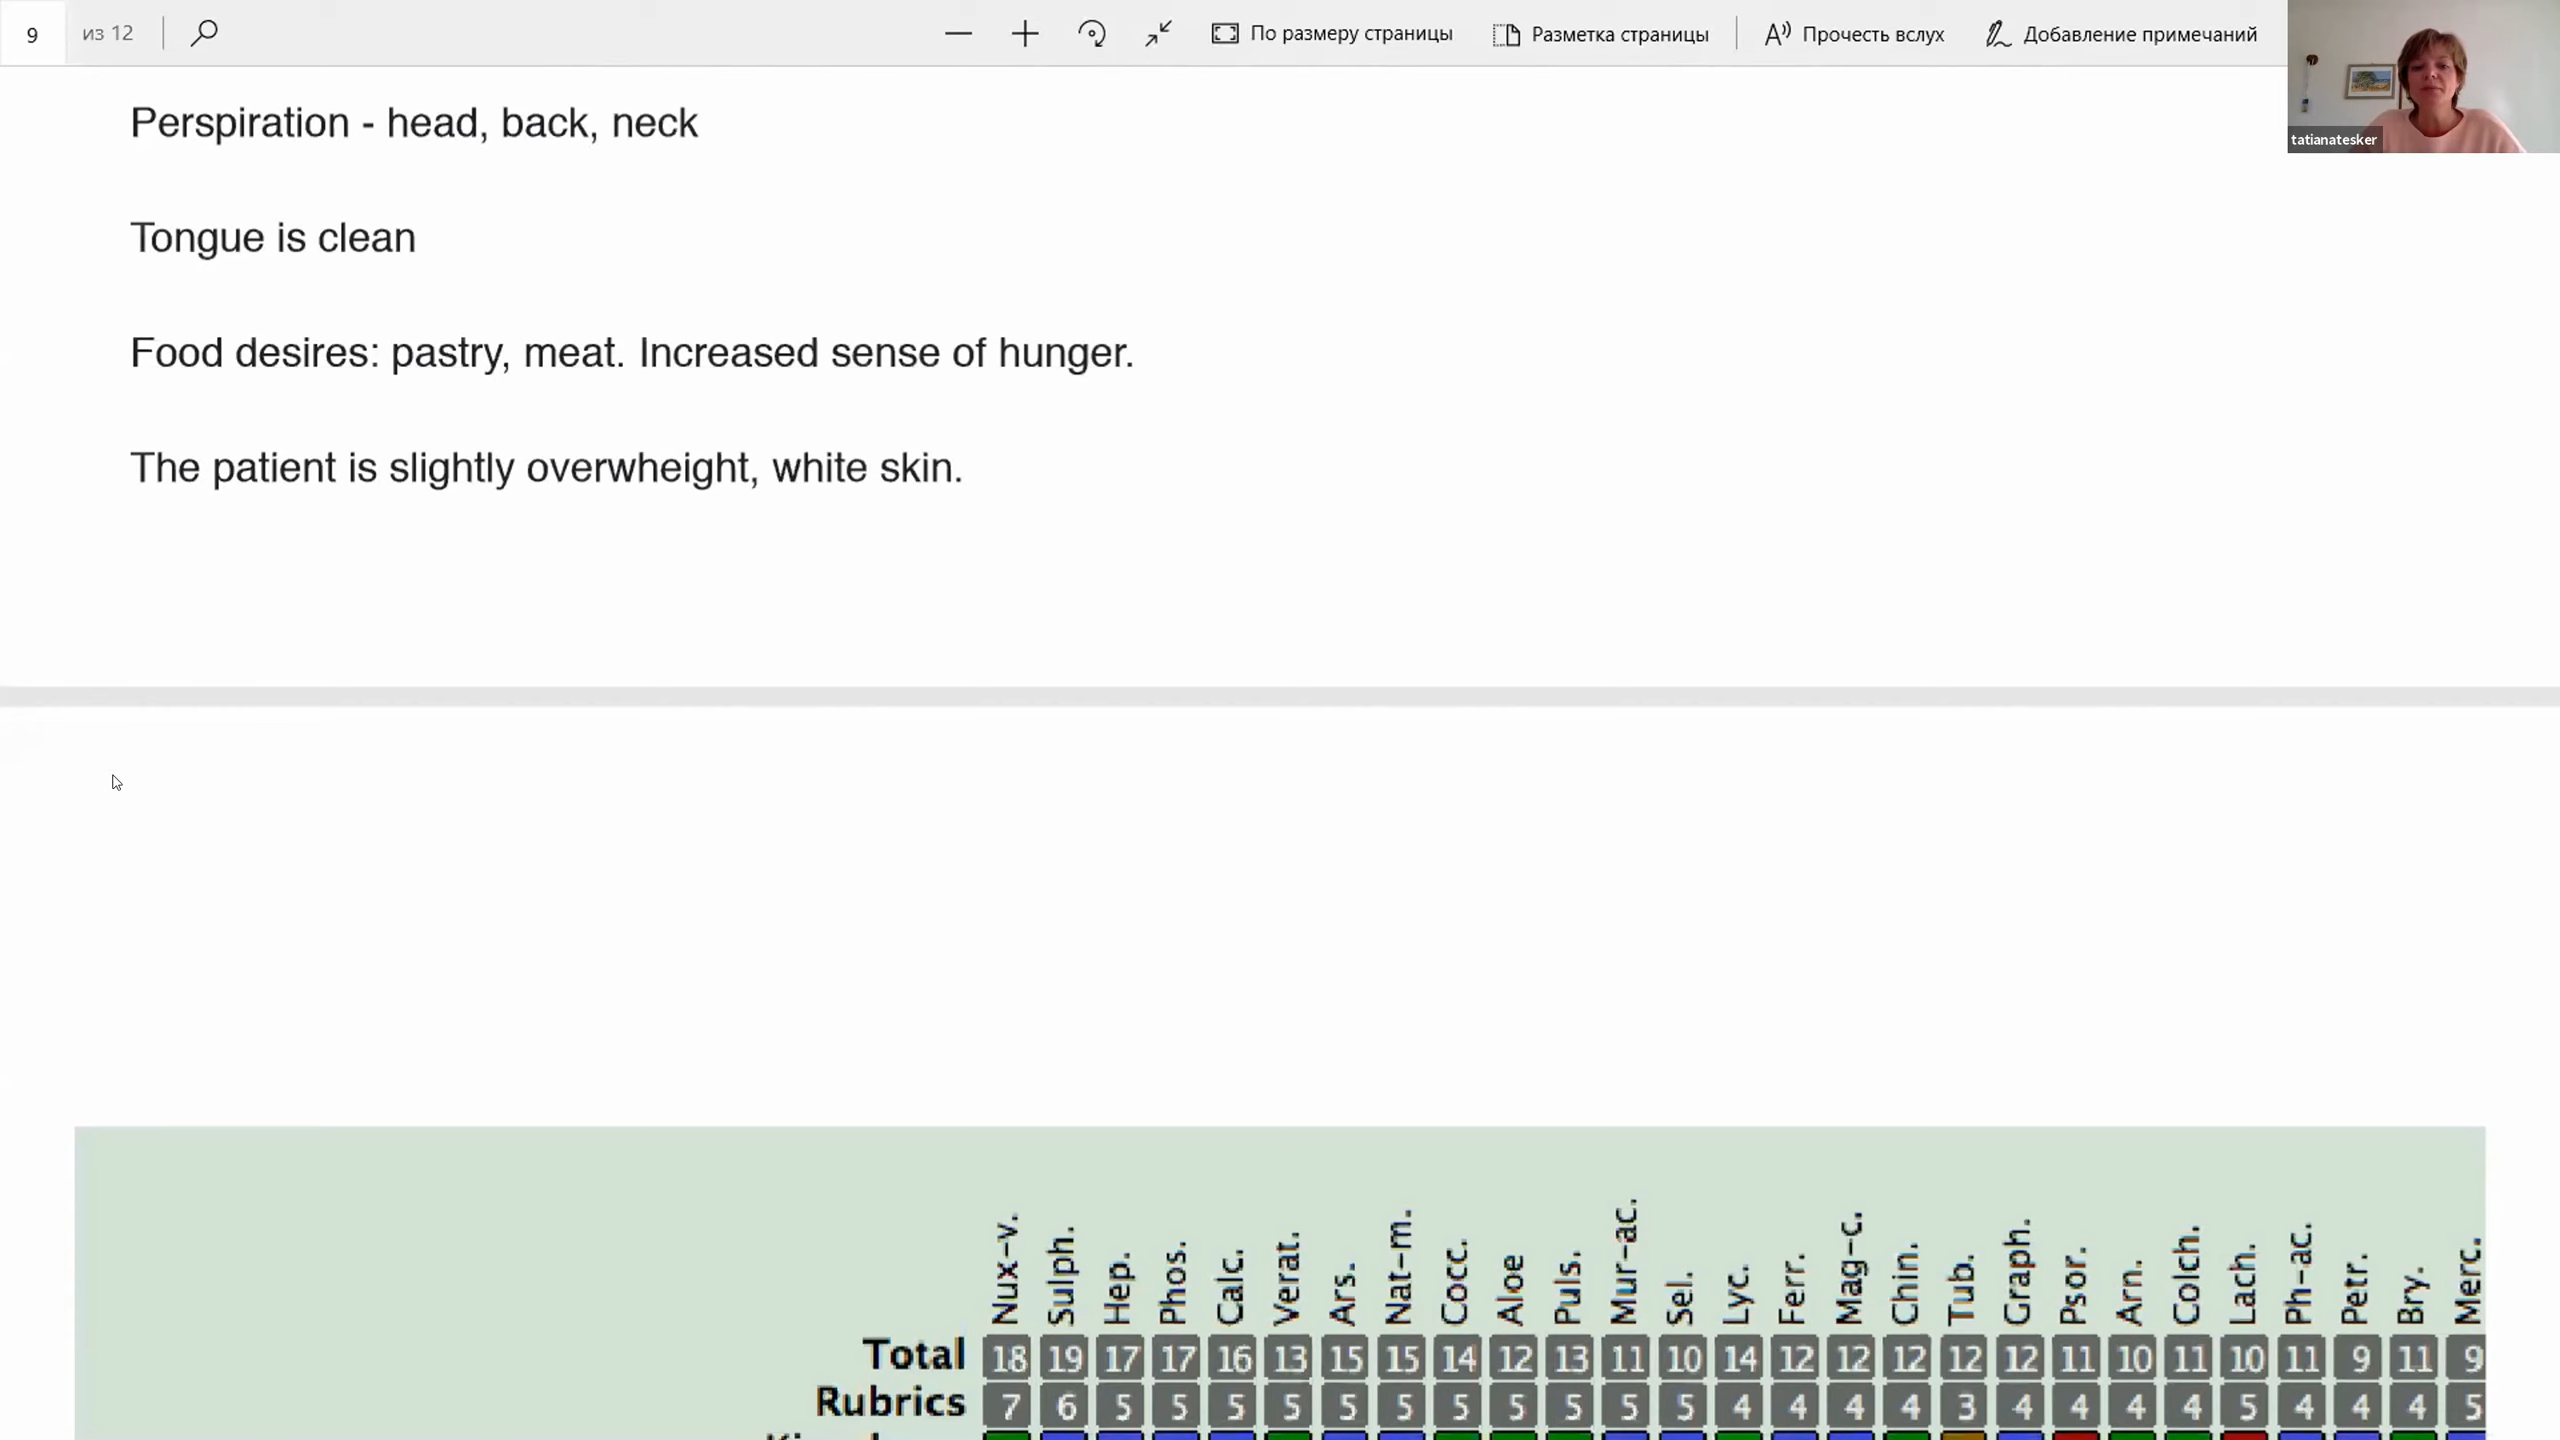 9 из 12 По размеру страницы Разметка страницы Прочесть вслух Добавление примечаний
tatianatesker
Perspiration - head, back, neck
Tongue is clean
Food desires: pastry, meat. Increased sense of hunger.
The patient is slightly overwheight, white skin.
Nux-v. Sulph. Hep. Phos. Calc. Verat. Ars. Nat-m. Cocc. Aloe Puls. Mur-ac. Sel. Lyc. Ferr. Mag-c. Chin. Tub. Graph. Psor. Arn. Colch. Lach. Ph-ac. Petr. Bry. Merc.
Total 18 19 17 17 16 13 15 15 14 12 13 11 10 14 12 12 12 12 12 11 10 11 10 11 9 11 9
Rubrics 7 6 5 5 5 5 5 5 5 5 5 5 5 4 4 4 4 3 4 4 4 4 5 4 4 4 5